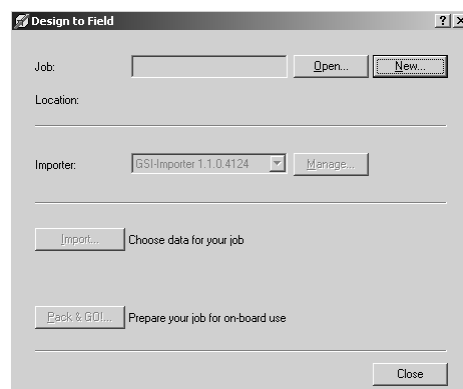 Design to Field
Job: Open... New...
Location:
Importer: GSI-Importer 1.1.0.4124 Manage...
Import... Choose data for your job
Pack & GO!... Prepare your job for on-board use
Close